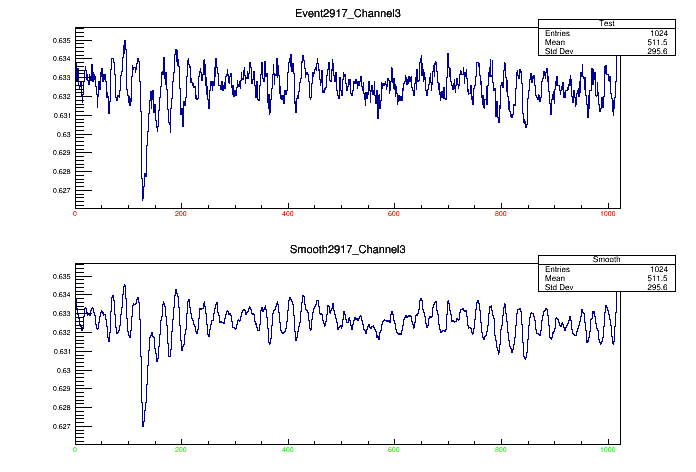 Event2917_Channel3
Test
Entries 1024
Mean 511.5
Std Dev 295.6
0.635
0.634
0.633
0.632
0.631
0.63
0.629
0.628
0.627
0 200 400 600 800 1000
Smooth2917_Channel3
Smooth
Entries 1024
Mean 511.5
Std Dev 295.6
0.635
0.634
0.633
0.632
0.631
0.63
0.629
0.628
0.627
0 200 400 600 800 1000